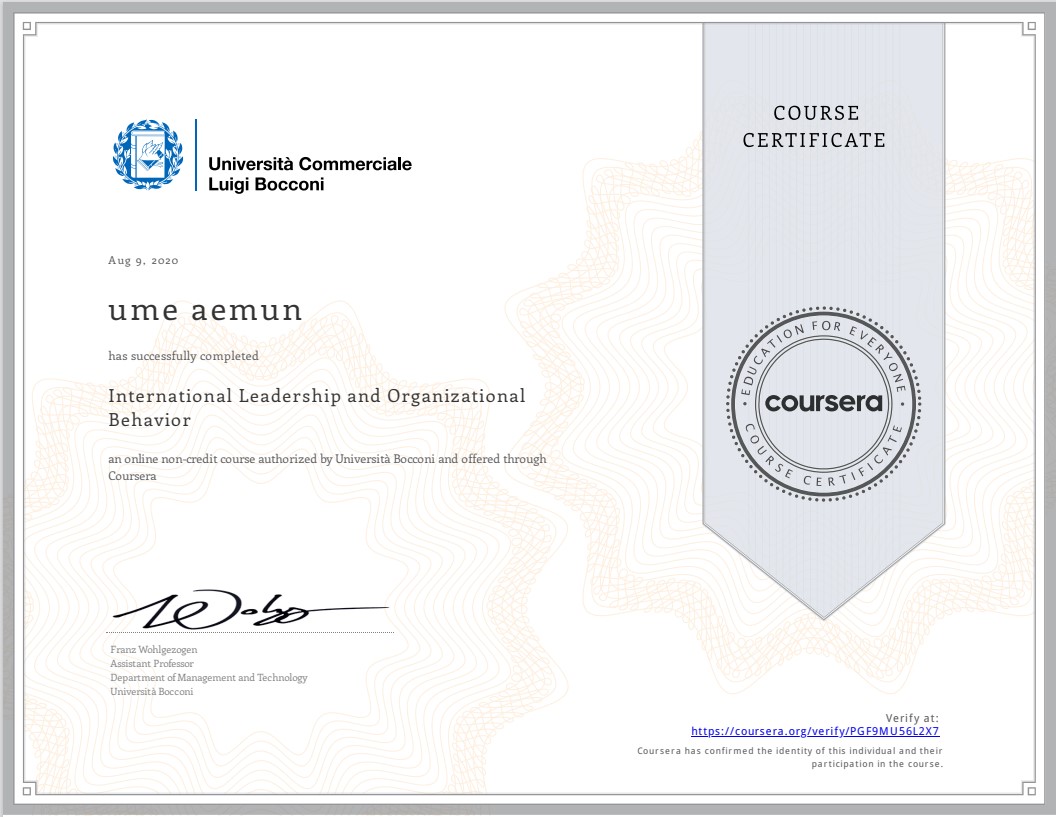 Università Commerciale
Luigi Bocconi
COURSE
CERTIFICATE
Aug 9, 2020
ume aemun
has successfully completed
International Leadership and Organizational
Behavior
an online non-credit course authorized by Università Bocconi and offered through
Coursera
EDUCATION FOR EVERYONE
coursera
COURSE CERTIFICATE
Franz Wohlgezogen
Assistant Professor
Department of Management and Technology
Università Bocconi
Verify at:
https://coursera.org/verify/PGF9MU56L2X7
Coursera has confirmed the identity of this individual and their
participation in the course.